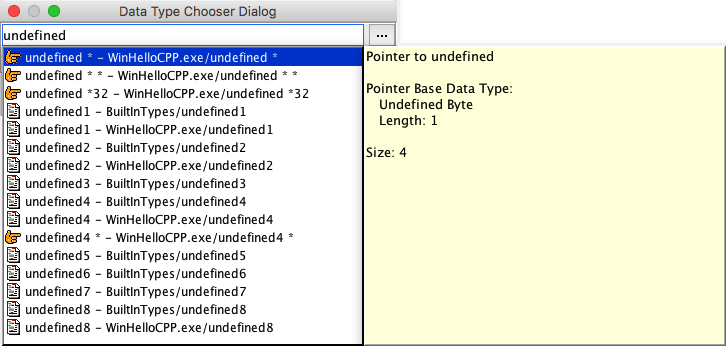 Data Type Chooser Dialog
undefined
...
undefined * – WinHelloCPP.exe/undefined *
undefined * * – WinHelloCPP.exe/undefined * *
undefined *32 – WinHelloCPP.exe/undefined *32
undefined1 – BuiltInTypes/undefined1
undefined1 – WinHelloCPP.exe/undefined1
undefined2 – BuiltInTypes/undefined2
undefined2 – WinHelloCPP.exe/undefined2
undefined3 – BuiltInTypes/undefined3
undefined4 – BuiltInTypes/undefined4
undefined4 – WinHelloCPP.exe/undefined4
undefined4 * – WinHelloCPP.exe/undefined4 *
undefined5 – BuiltInTypes/undefined5
undefined6 – BuiltInTypes/undefined6
undefined7 – BuiltInTypes/undefined7
undefined8 – BuiltInTypes/undefined8
undefined8 – WinHelloCPP.exe/undefined8
Pointer to undefined
Pointer Base Data Type:
Undefined Byte
Length: 1
Size: 4